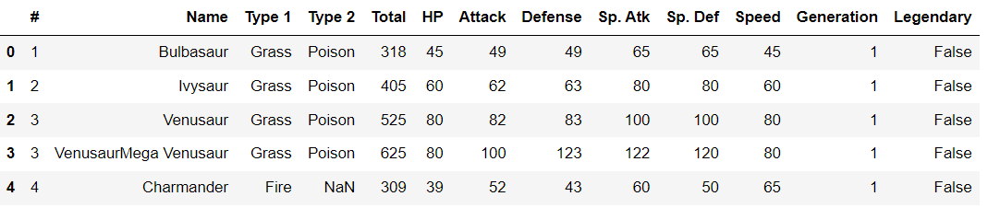 # Name Type 1 Type 2 Total HP Attack Defense Sp. Atk Sp. Def Speed Generation Legendary
0 1 Bulbasaur Grass Poison 318 45 49 49 65 65 45 1 False
1 2 Ivysaur Grass Poison 405 60 62 63 80 80 60 1 False
2 3 Venusaur Grass Poison 525 80 82 83 100 100 80 1 False
3 3 VenusaurMega Venusaur Grass Poison 625 80 100 123 122 120 80 1 False
4 4 Charmander Fire NaN 309 39 52 43 60 50 65 1 False